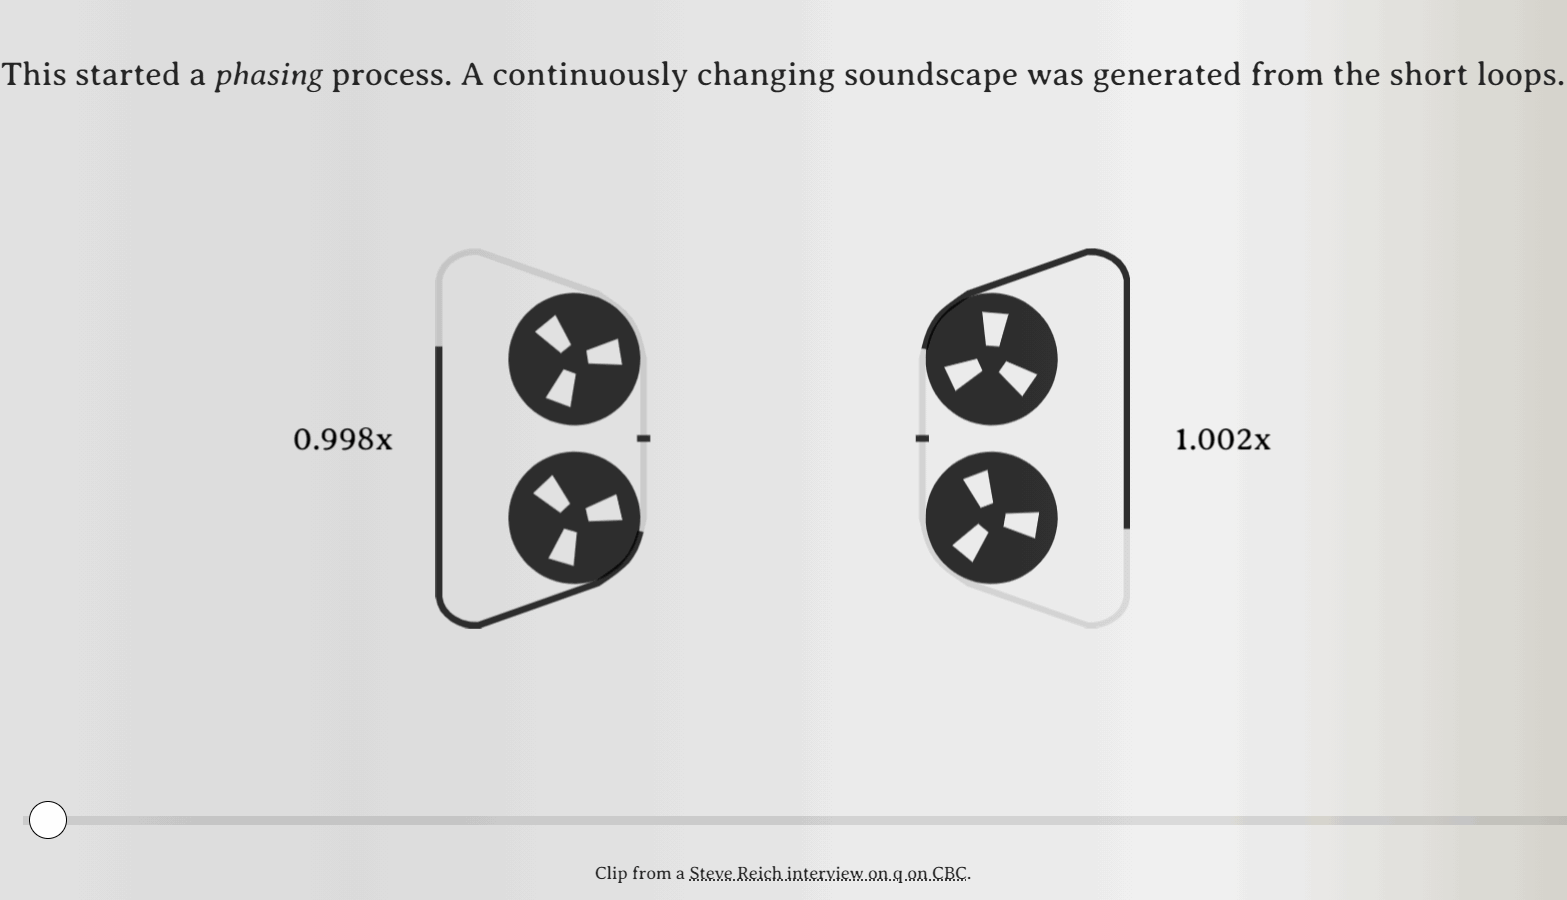 This started a phasing process. A continuously changing soundscape was generated from the short loops.
0.998x
1.002x
Clip from a Steve Reich interview on q on CBC.